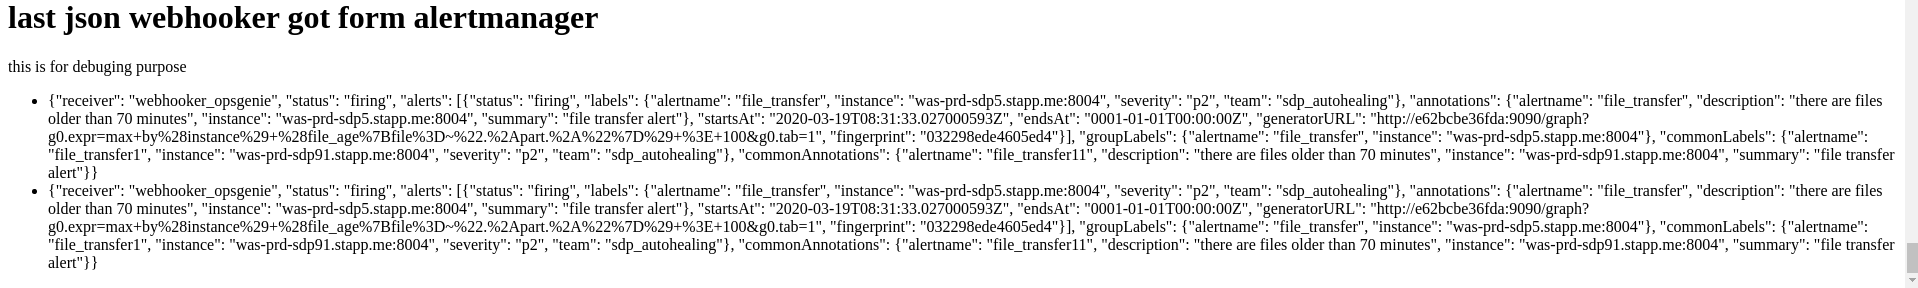 last json webhooker got form alertmanager
this is for debuging purpose
• {"receiver": "webhooker_opsgenie", "status": "firing", "alerts": [{"status": "firing", "labels": {"alertname": "file_transfer", "instance": "was-prd-sdp5.stapp.me:8004", "severity": "p2", "team": "sdp_autohealing"}, "annotations": {"alertname": "file_transfer", "description": "there are files
older than 70 minutes", "instance": "was-prd-sdp5.stapp.me:8004", "summary": "file transfer alert"}, "startsAt": "2020-03-19T08:31:33.027000593Z", "endsAt": "0001-01-01T00:00:00Z", "generatorURL": "http://e62bcbe36fda:9090/graph?
g0.expr=max+by%28instance%29+%28file_age%7Bfile%3D~%22.%2Apart.%2A%22%7D%29+%3E+100&g0.tab=1", "fingerprint": "032298ede4605ed4"}], "groupLabels": {"alertname": "file_transfer", "instance": "was-prd-sdp5.stapp.me:8004"}, "commonLabels": {"alertname":
"file_transfer1", "instance": "was-prd-sdp91.stapp.me:8004", "severity": "p2", "team": "sdp_autohealing"}, "commonAnnotations": {"alertname": "file_transfer11", "description": "there are files older than 70 minutes", "instance": "was-prd-sdp91.stapp.me:8004", "summary": "file transfer
alert"}}
• {"receiver": "webhooker_opsgenie", "status": "firing", "alerts": [{"status": "firing", "labels": {"alertname": "file_transfer", "instance": "was-prd-sdp5.stapp.me:8004", "severity": "p2", "team": "sdp_autohealing"}, "annotations": {"alertname": "file_transfer", "description": "there are files
older than 70 minutes", "instance": "was-prd-sdp5.stapp.me:8004", "summary": "file transfer alert"}, "startsAt": "2020-03-19T08:31:33.027000593Z", "endsAt": "0001-01-01T00:00:00Z", "generatorURL": "http://e62bcbe36fda:9090/graph?
g0.expr=max+by%28instance%29+%28file_age%7Bfile%3D~%22.%2Apart.%2A%22%7D%29+%3E+100&g0.tab=1", "fingerprint": "032298ede4605ed4"}], "groupLabels": {"alertname": "file_transfer", "instance": "was-prd-sdp5.stapp.me:8004"}, "commonLabels": {"alertname":
"file_transfer1", "instance": "was-prd-sdp91.stapp.me:8004", "severity": "p2", "team": "sdp_autohealing"}, "commonAnnotations": {"alertname": "file_transfer11", "description": "there are files older than 70 minutes", "instance": "was-prd-sdp91.stapp.me:8004", "summary": "file transfer
alert"}}